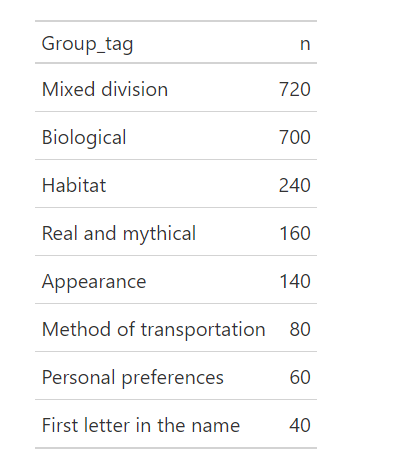 Group_tag n
Mixed division 720
Biological 700
Habitat 240
Real and mythical 160
Appearance 140
Method of transportation 80
Personal preferences 60
First letter in the name 40